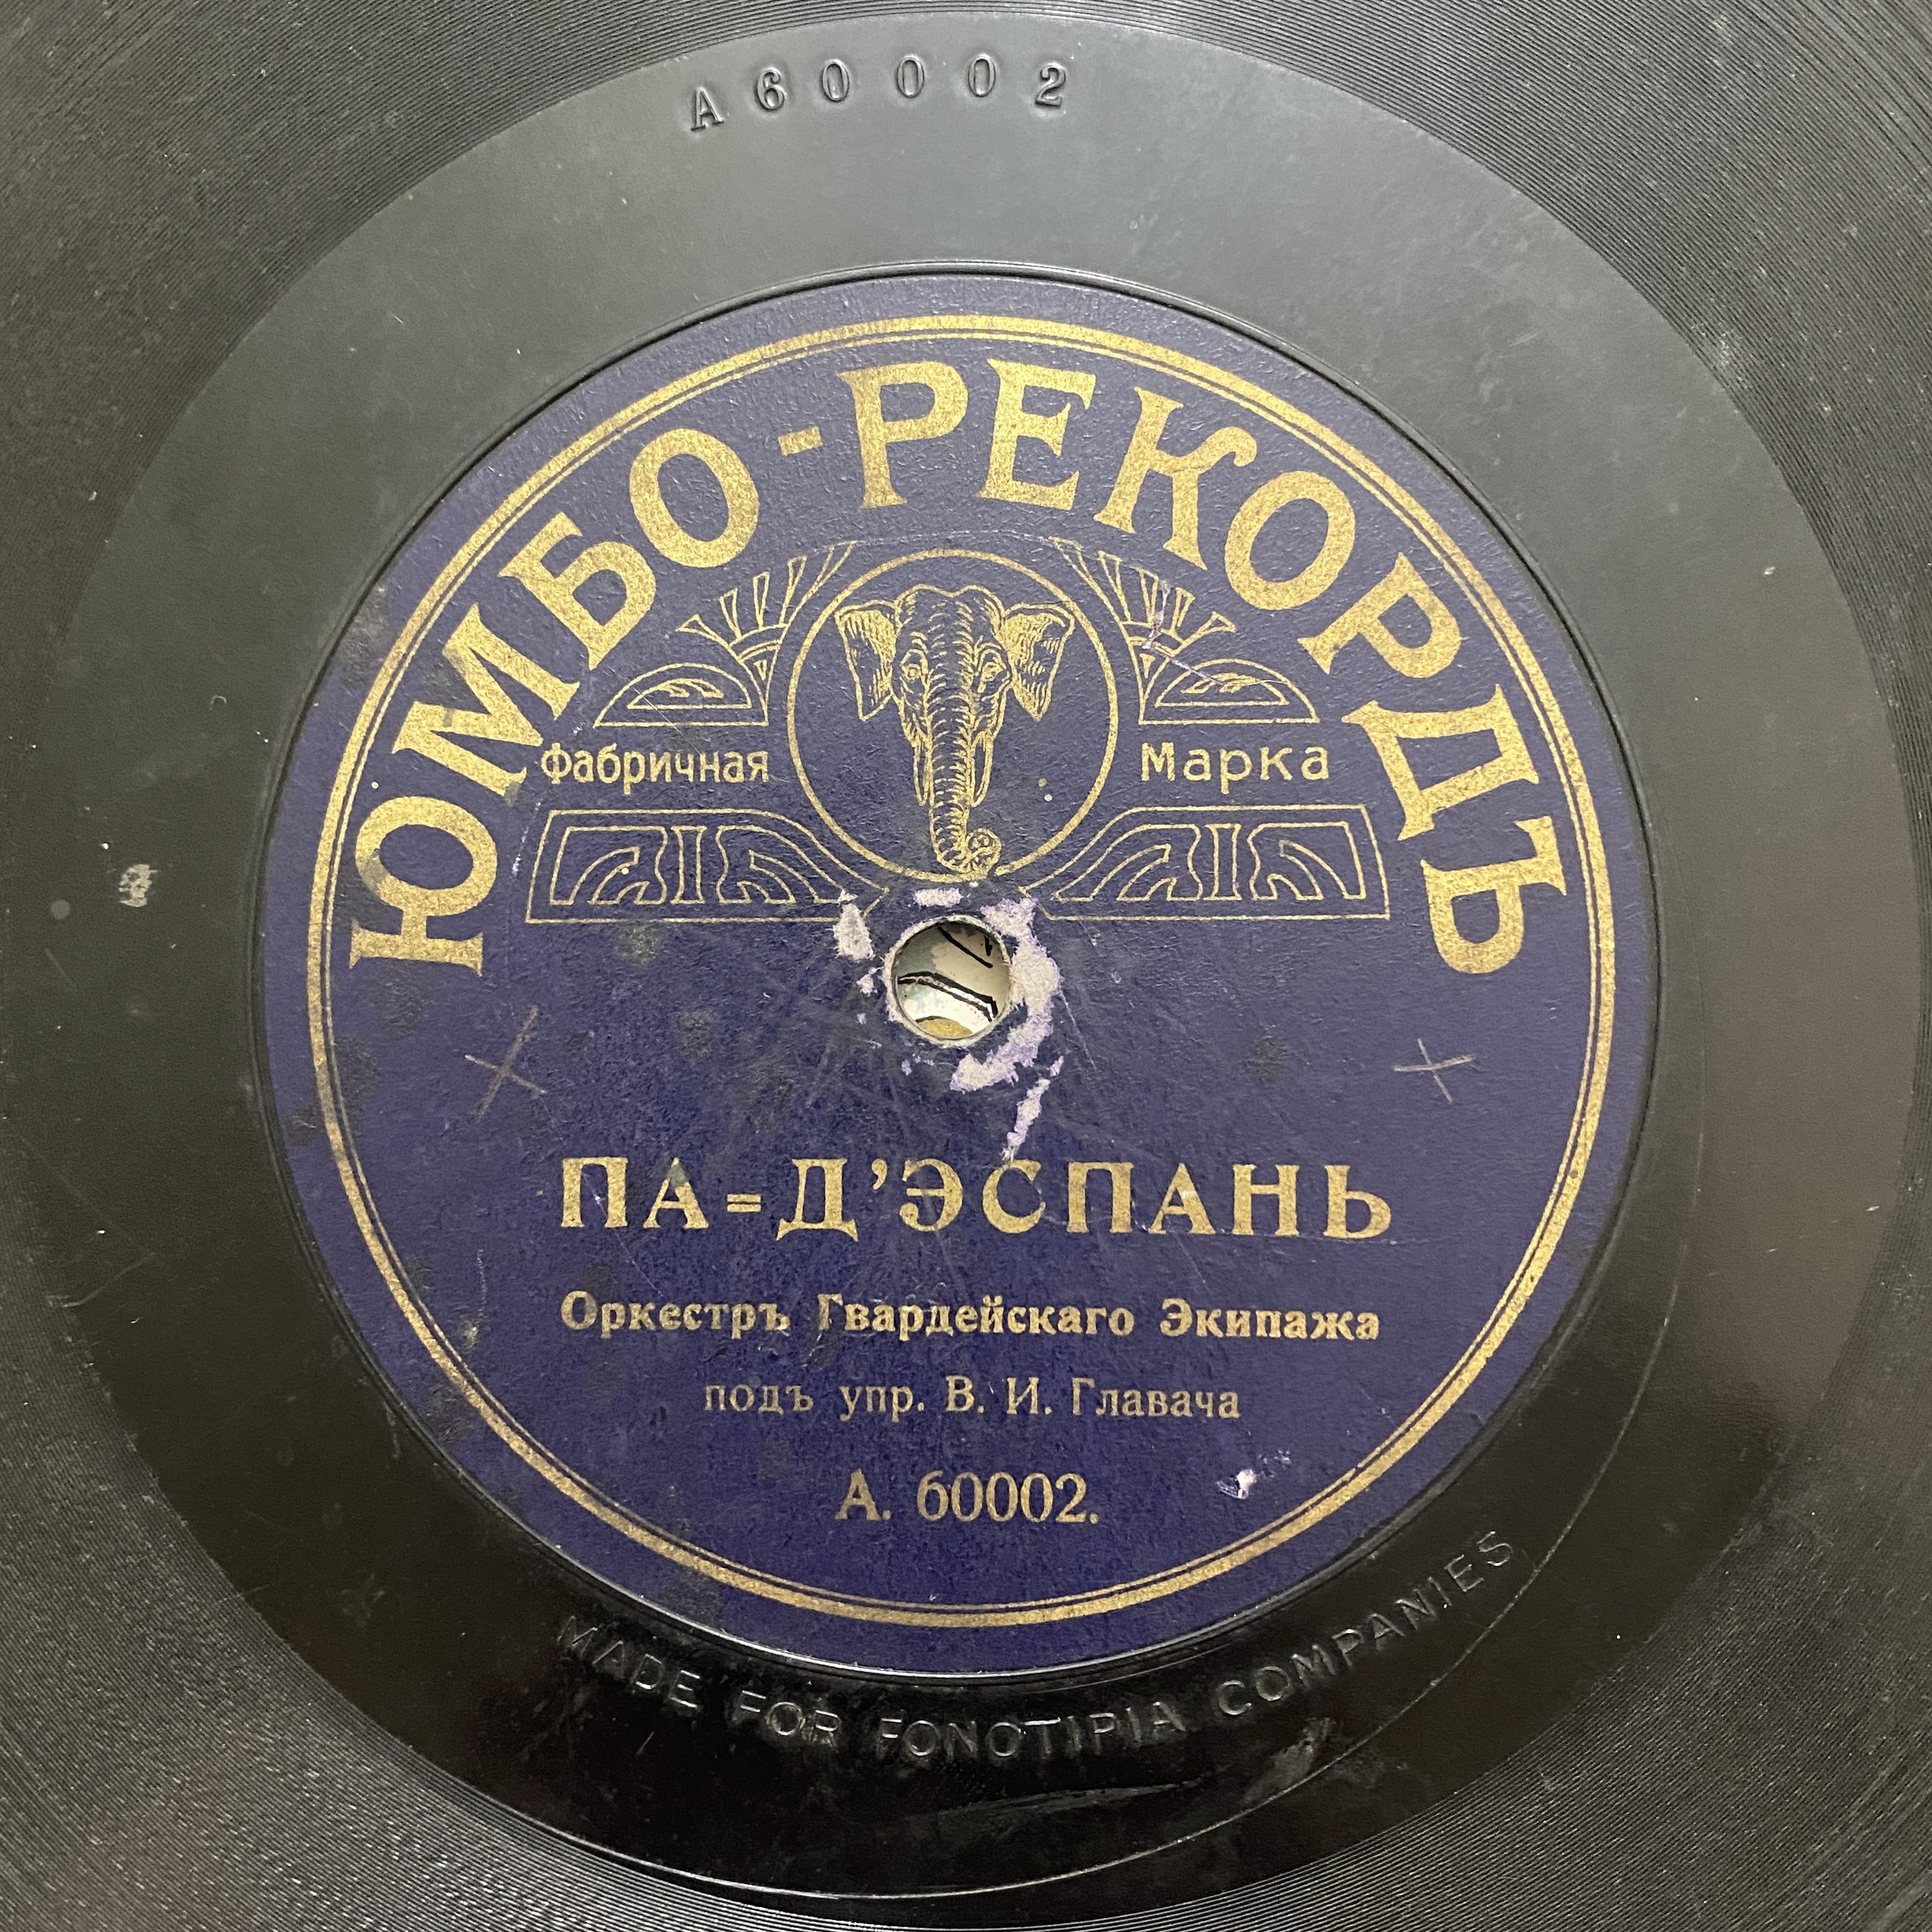 A60002
ЮМБО-РЕКОРДЪ
Фабричная Марка
ПА=Д'ЭСПАНЬ
Оркестръ Гвардейскаго Экипажа
подъ упр. В. И. Главача
А. 60002.
MADE FOR FONOTIPIA COMPANIES